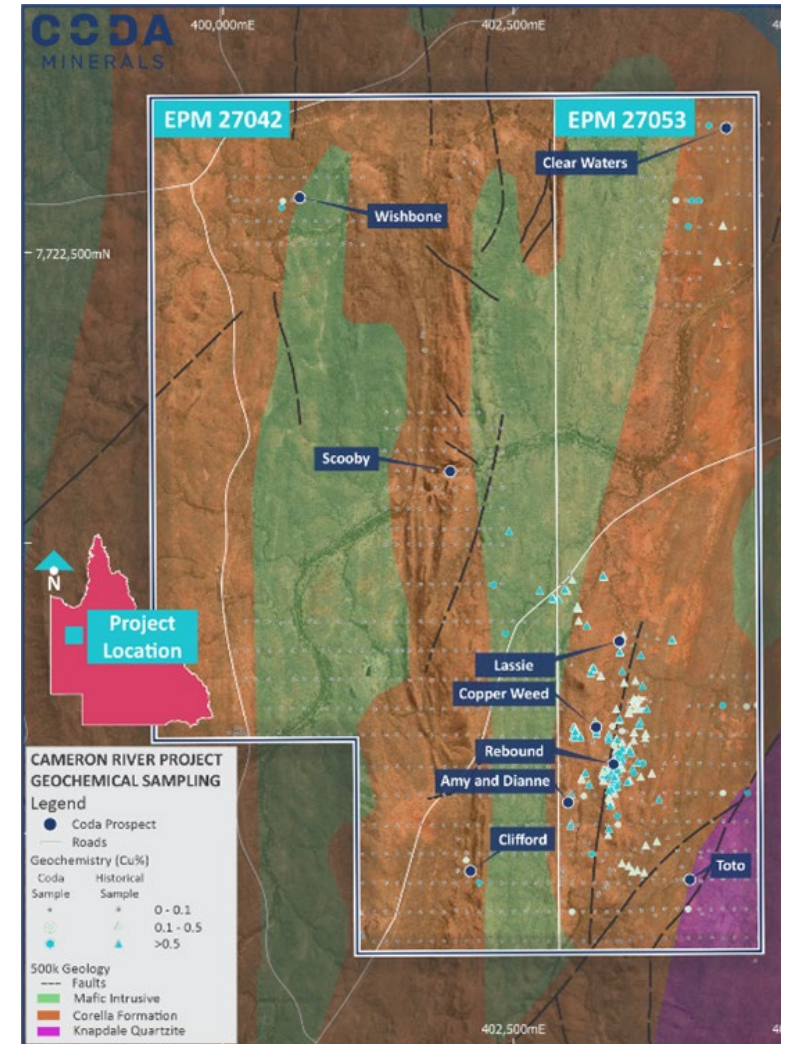 CODA
MINERALS
400,000mE
402,500mE
EPM 27042
EPM 27053
Clear Waters
Wishbone
7,722,500mN
Scooby
N
Project
Location
Lassie
Copper Weed
Rebound
Amy and Dianne
Clifford
Toto
CAMERON RIVER PROJECT
GEOCHEMICAL SAMPLING
Legend
Coda Prospect
Roads
Geochemistry (Cu%)
Coda Historical
Sample Sample
0 - 0.1
0.1 - 0.5
>0.5
500k Geology
Faults
Mafic Intrusive
Corella Formation
Knapdale Quartzite
402,500mE